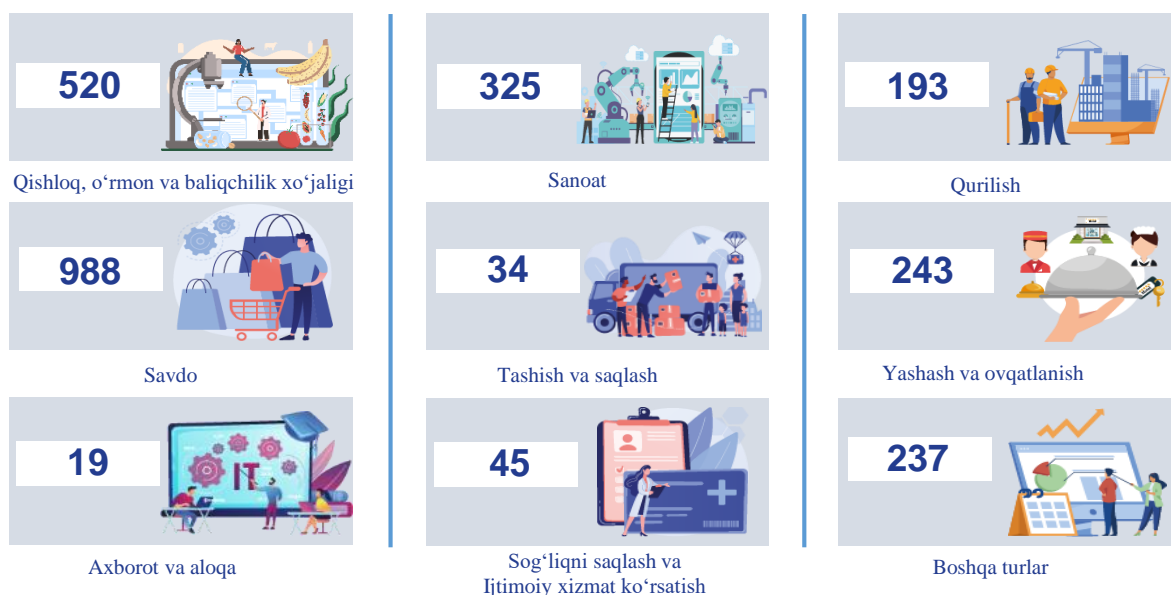 520
Qishloq, o‘rmon va baliqchilik xo‘jaligi
325
Sanoat
193
Qurilish
988
Savdo
34
Tashish va saqlash
243
Yashash va ovqatlanish
19
IT
Axborot va aloqa
45
Sog‘liqni saqlash va
Ijtimoiy xizmat ko‘rsatish
237
Boshqa turlar